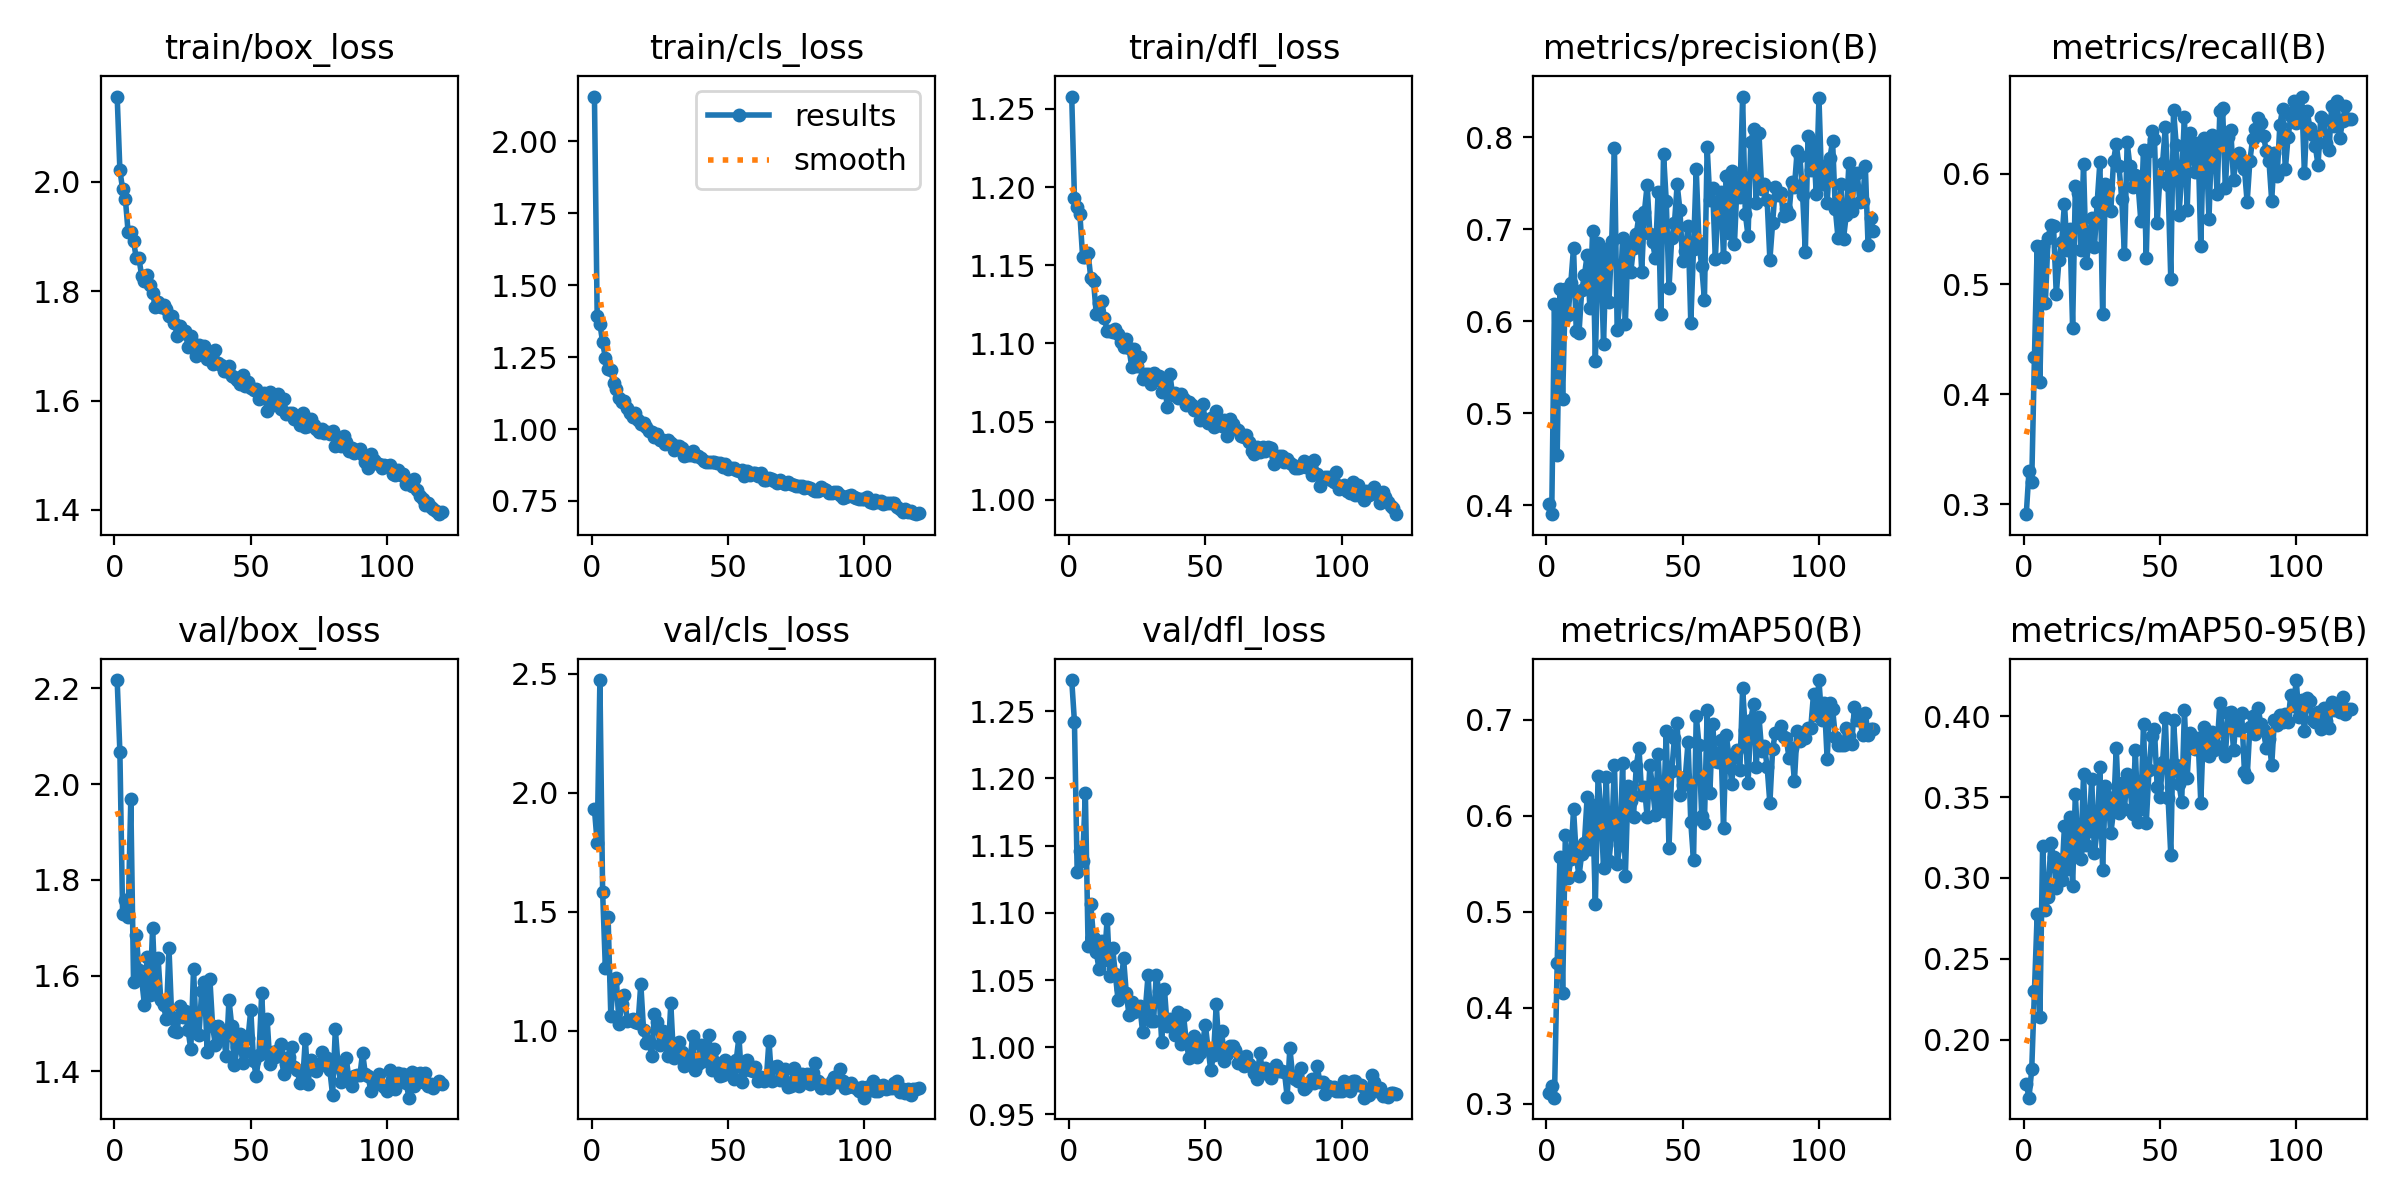 train/box_loss
2.0
1.8
1.6
1.4
0 50 100
train/cls_loss
results
smooth
2.00
1.75
1.50
1.25
1.00
0.75
0 50 100
train/dfl_loss
1.25
1.20
1.15
1.10
1.05
1.00
0 50 100
metrics/precision(B)
0.8
0.7
0.6
0.5
0.4
0 50 100
metrics/recall(B)
0.6
0.5
0.4
0.3
0 50 100
val/box_loss
2.2
2.0
1.8
1.6
1.4
0 50 100
val/cls_loss
2.5
2.0
1.5
1.0
0 50 100
val/dfl_loss
1.25
1.20
1.15
1.10
1.05
1.00
0.95
0 50 100
metrics/mAP50(B)
0.7
0.6
0.5
0.4
0.3
0 50 100
metrics/mAP50-95(B)
0.40
0.35
0.30
0.25
0.20
0 50 100